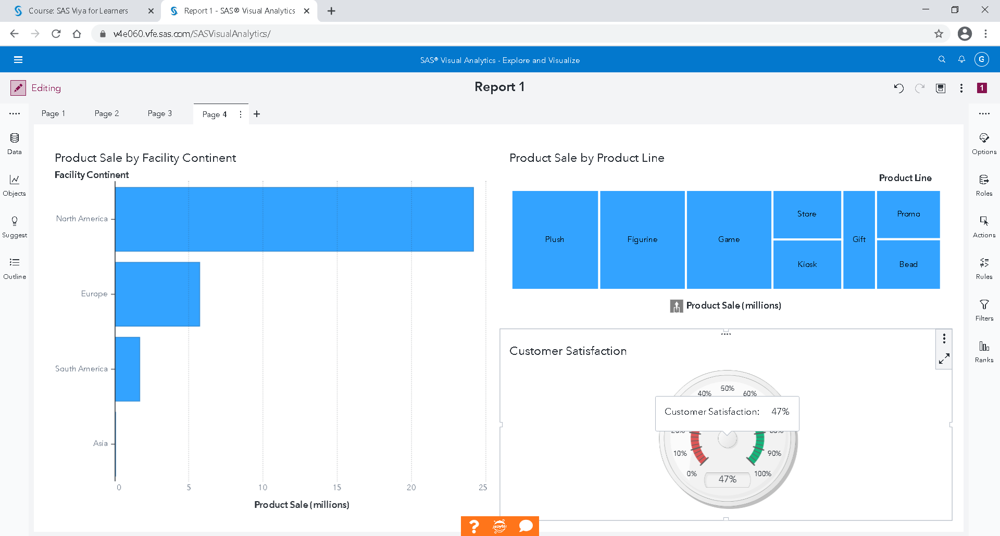 Course: SAS Viya for Learners
Report 1 - SAS® Visual Analytics
v4e060.vfe.sas.com/SASVisualAnalytics/
SAS® Visual Analytics - Explore and Visualize
G
Editing
Report 1
1
Page 1
Page 2
Page 3
Page 4
Data
Objects
Suggest
Outline
Product Sale by Facility Continent
Facility Continent
North America
Europe
South America
Asia
0
5
10
15
20
25
Product Sale (millions)
Product Sale by Product Line
Product Line
Plush
Figurine
Game
Store
Kiosk
Gift
Promo
Bead
Product Sale (millions)
Customer Satisfaction
40%
50%
60%
Customer Satisfaction: 47%
20%
80%
10%
90%
0%
100%
47%
Options
Roles
Actions
Rules
Filters
Ranks
?
jupyter